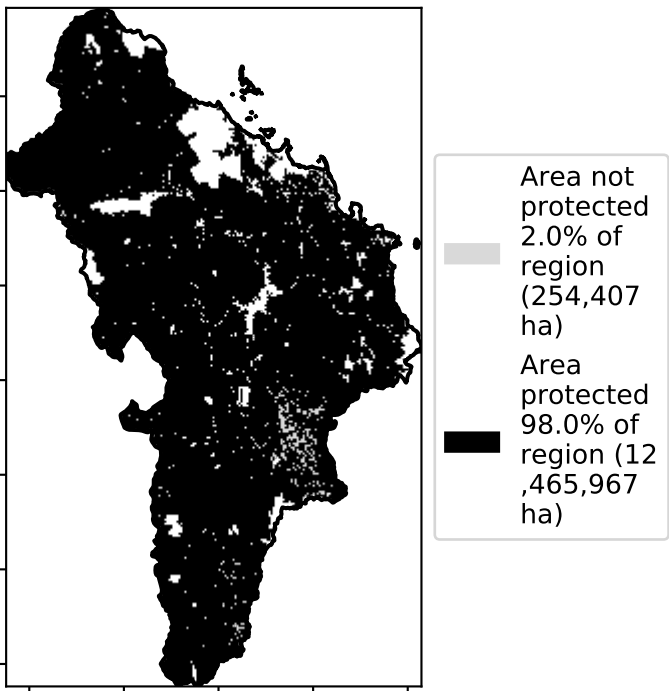 Area not
protected
2.0% of
region
(254,407
ha)
Area
protected
98.0% of
region (12
,465,967
ha)